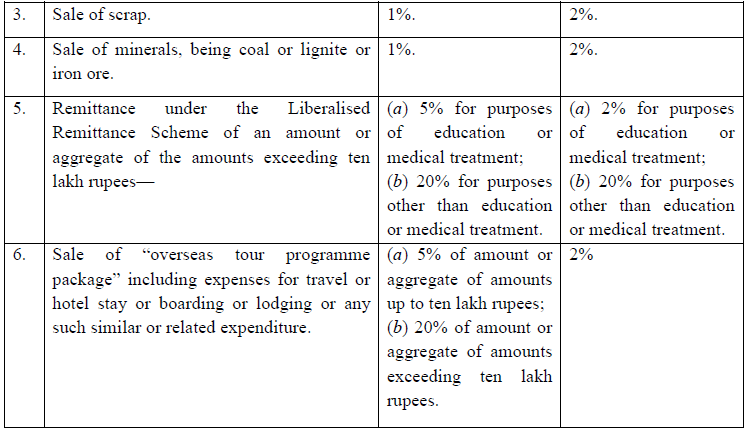 3. Sale of scrap. 1%. 2%.
4. Sale of minerals, being coal or lignite or 1%. 2%.
iron ore.
5. Remittance under the Liberalised (a) 5% for purposes (a) 2% for purposes
Remittance Scheme of an amount or of education or of education or
aggregate of the amounts exceeding ten medical treatment; medical treatment;
lakh rupees— (b) 20% for purposes (b) 20% for purposes
other than education other than education
or medical treatment. or medical treatment.
6. Sale of “overseas tour programme (a) 5% of amount or 2%
package” including expenses for travel or aggregate of amounts
hotel stay or boarding or lodging or any up to ten lakh rupees;
such similar or related expenditure. (b) 20% of amount or
aggregate of amounts
exceeding ten lakh
rupees.